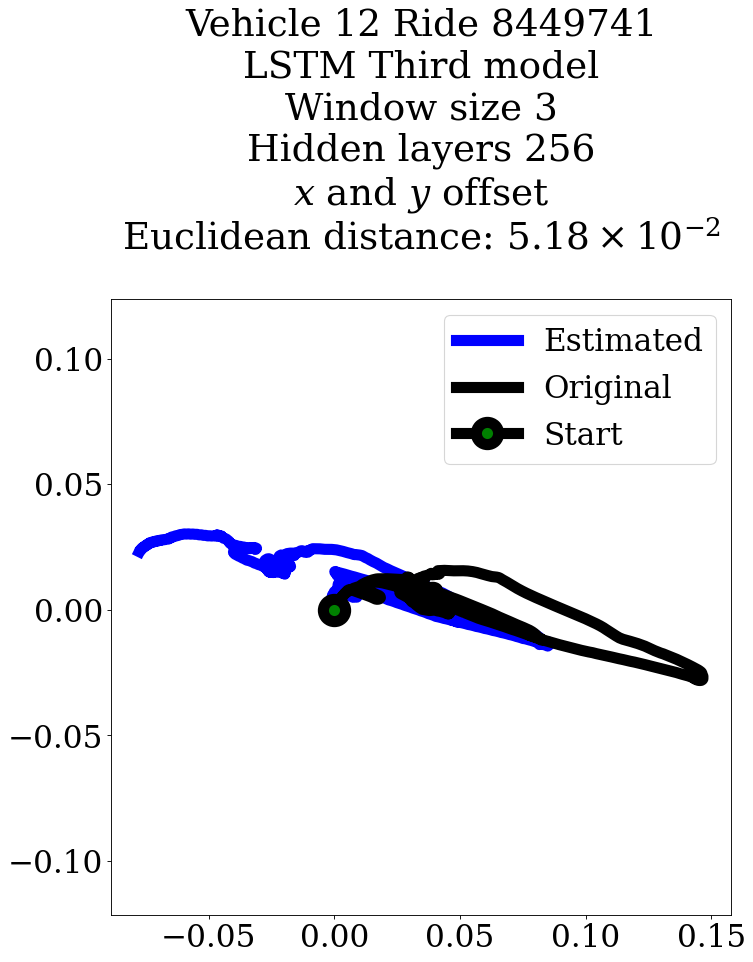 Vehicle 12 Ride 8449741
LSTM Third model
Window size 3
Hidden layers 256
x and y offset
Euclidean distance: 5.18 × 10⁻²
Estimated
Original
Start
0.10
0.05
0.00
−0.05
−0.10
−0.05 0.00 0.05 0.10 0.15